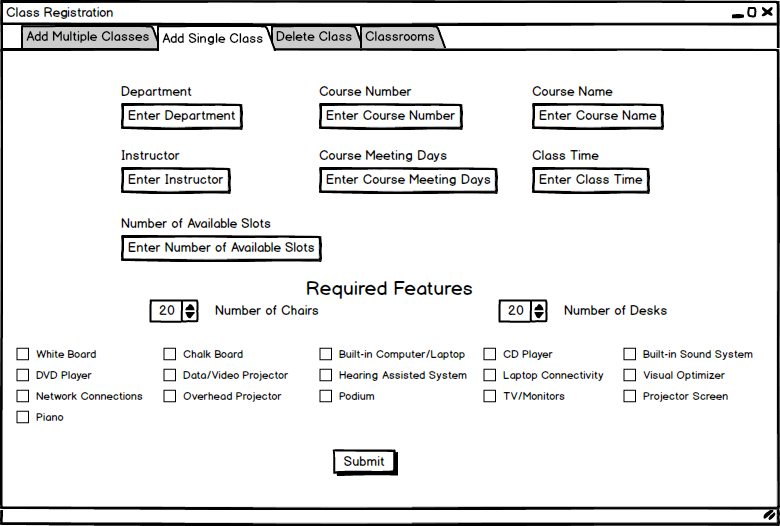 Class Registration
Add Multiple Classes Add Single Class Delete Class Classrooms
Department Course Number Course Name
Enter Department Enter Course Number Enter Course Name
Instructor Course Meeting Days Class Time
Enter Instructor Enter Course Meeting Days Enter Class Time
Number of Available Slots
Enter Number of Available Slots
Required Features
20 Number of Chairs 20 Number of Desks
White Board Chalk Board Built-in Computer/Laptop CD Player Built-in Sound System
DVD Player Data/Video Projector Hearing Assisted System Laptop Connectivity Visual Optimizer
Network Connections Overhead Projector Podium TV/Monitors Projector Screen
Piano
Submit